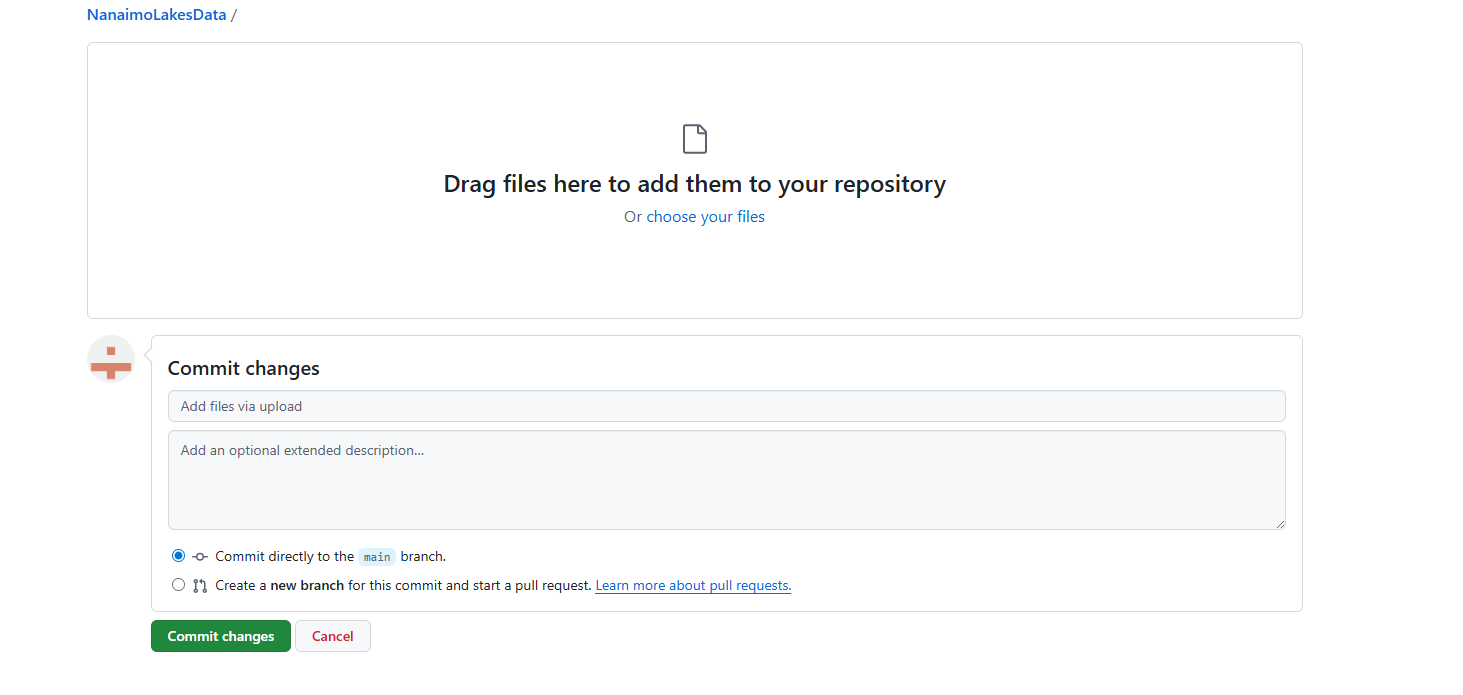 NanaimoLakesData /
Drag files here to add them to your repository
Or choose your files
Commit changes
Add files via upload
Add an optional extended description...
Commit directly to the main branch.
Create a new branch for this commit and start a pull request. Learn more about pull requests.
Commit changes Cancel